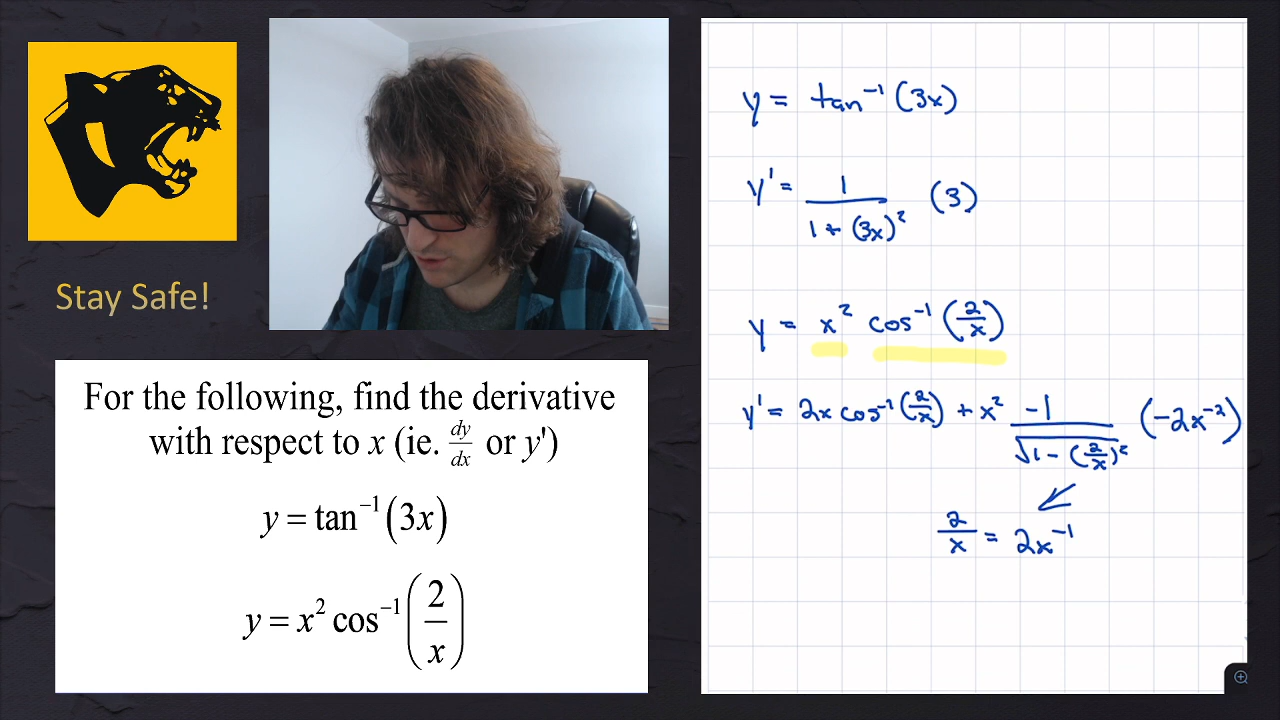 Stay Safe!
For the following, find the derivative
with respect to x (ie. dy/dx or y')
y = tan⁻¹(3x)
y = x² cos⁻¹(2/x)
y = tan⁻¹(3x)
y' = 1/(1 + (3x)²) (3)
y = x² cos⁻¹(2/x)
y' = 2x cos⁻¹(2/x) + x² -1/√(1 - (2/x)²) (-2x⁻²)
2/x = 2x⁻¹